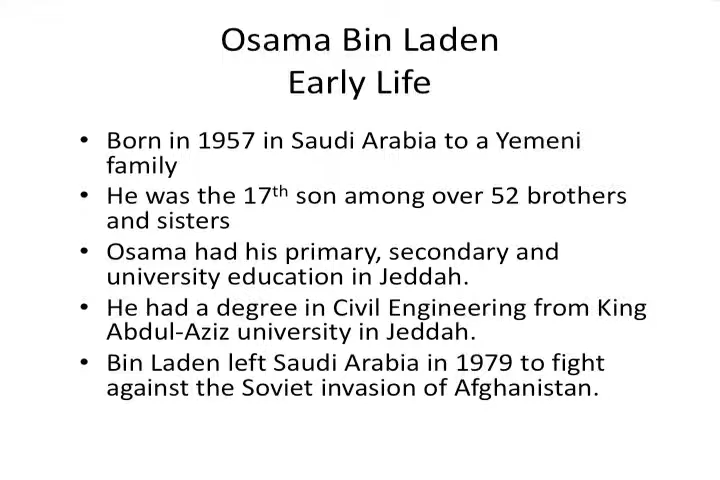 Osama Bin Laden
Early Life
• Born in 1957 in Saudi Arabia to a Yemeni
family
• He was the 17th son among over 52 brothers
and sisters
• Osama had his primary, secondary and
university education in Jeddah.
• He had a degree in Civil Engineering from King
Abdul-Aziz university in Jeddah.
• Bin Laden left Saudi Arabia in 1979 to fight
against the Soviet invasion of Afghanistan.